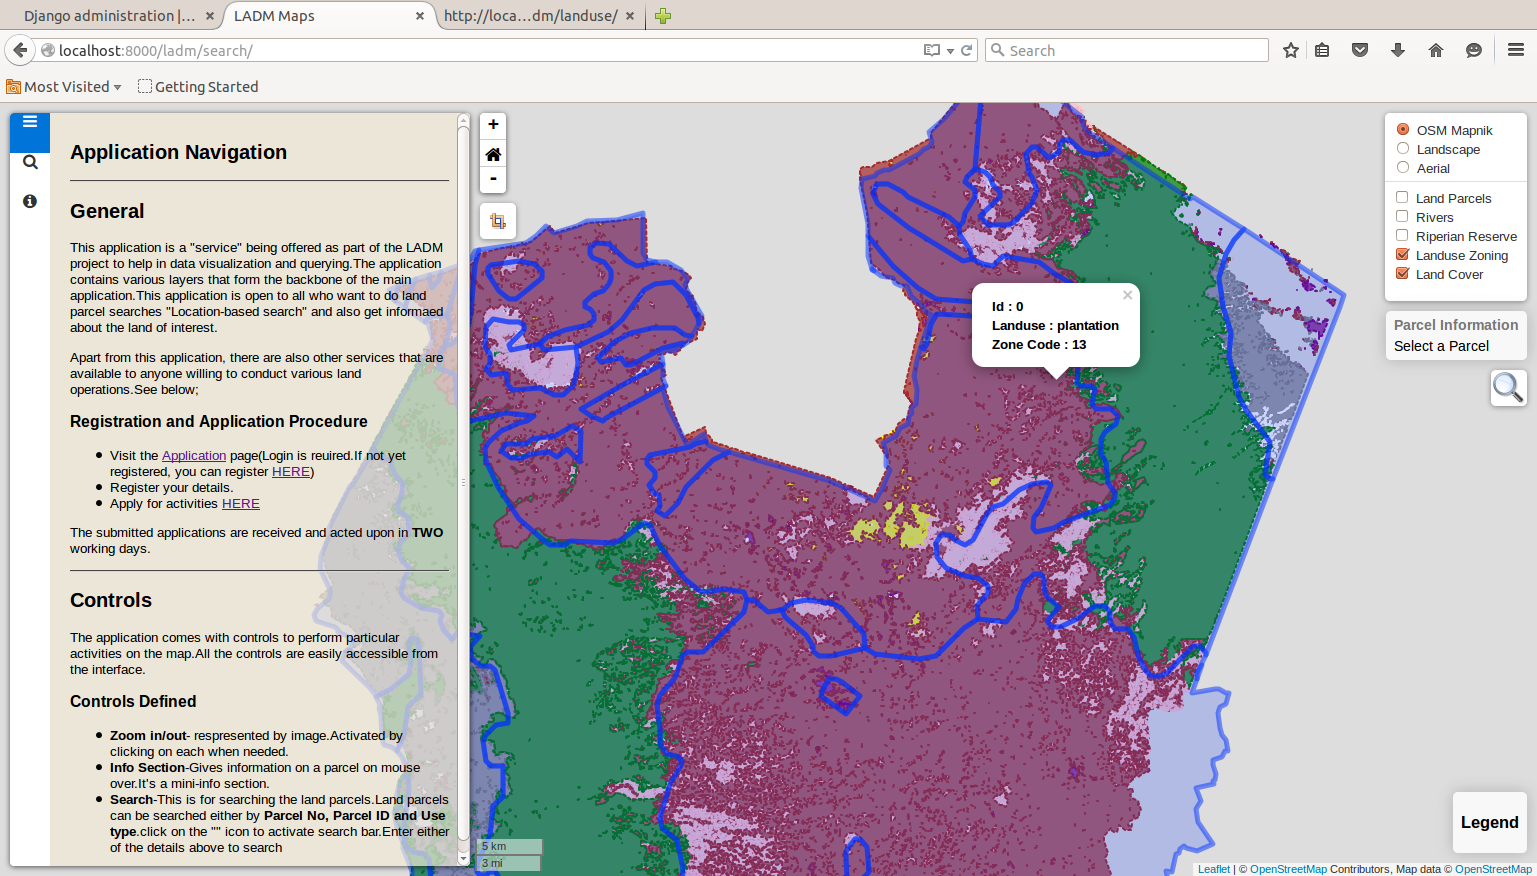 Django administration |...
LADM Maps
http://loca...dm/landuse/
localhost:8000/ladm/search/
Search
Most Visited
Getting Started
Application Navigation
General
This application is a "service" being offered as part of the LADM
project to help in data visualization and querying.The application
contains various layers that form the backbone of the main
application.This application is open to all who want to do land
parcel searches "Location-based search" and also get informaed
about the land of interest.
Apart from this application, there are also other services that are
available to anyone willing to conduct various land
operations.See below;
Registration and Application Procedure
Visit the Application page(Login is reuired.If not yet
registered, you can register HERE)
Register your details.
Apply for activities HERE
The submitted applications are received and acted upon in TWO
working days.
Controls
The application comes with controls to perform particular
activities on the map.All the controls are easily accessible from
the interface.
Controls Defined
Zoom in/out- respresented by image.Activated by
clicking on each when needed.
Info Section-Gives information on a parcel on mouse
over.It's a mini-info section.
Search-This is for searching the land parcels.Land parcels
can be searched either by Parcel No, Parcel ID and Use
type.click on the "" icon to activate search bar.Enter either
of the details above to search
+
-
Id : 0
Landuse : plantation
Zone Code : 13
×
OSM Mapnik
Landscape
Aerial
Land Parcels
Rivers
Riperian Reserve
Landuse Zoning
Land Cover
Parcel Information
Select a Parcel
Legend
5 km
3 mi
Leaflet | © OpenStreetMap Contributors, Map data © OpenStreetMap